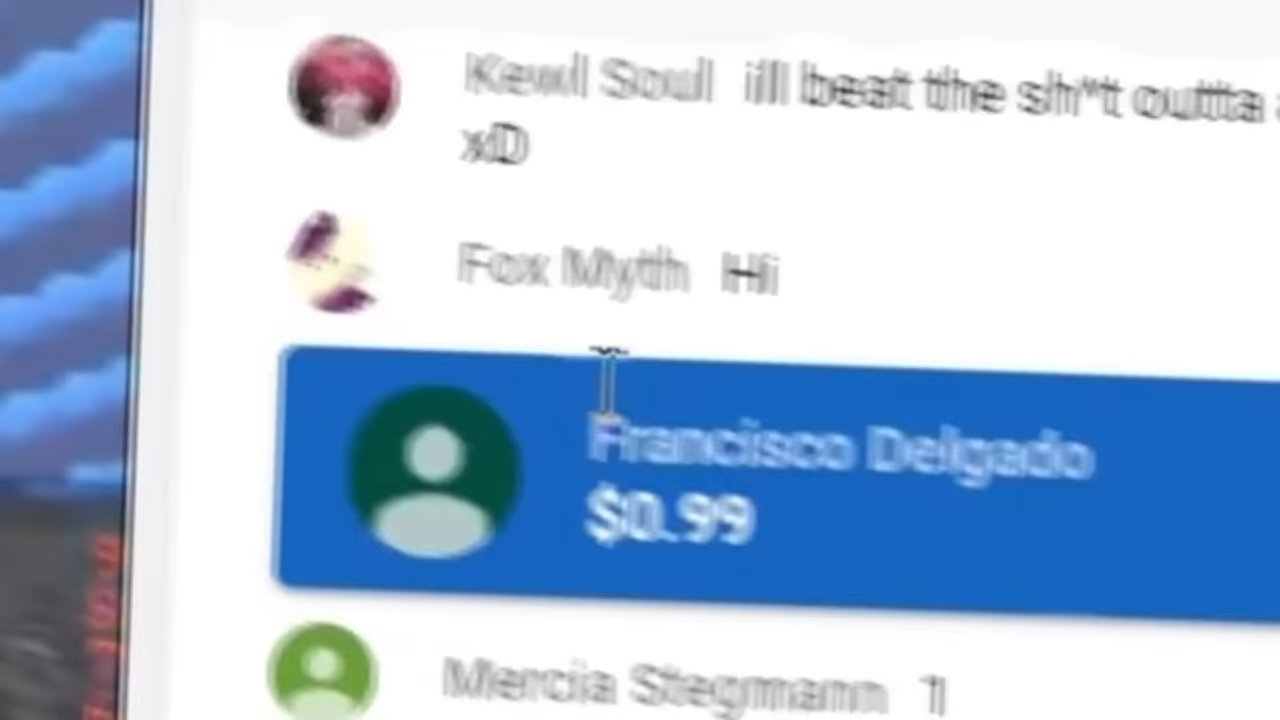 Kewl Soul ill beat the sh*t outta
xD
Fox Myth Hi
Francisco Delgado
$0.99
Mercia Stegmann 1